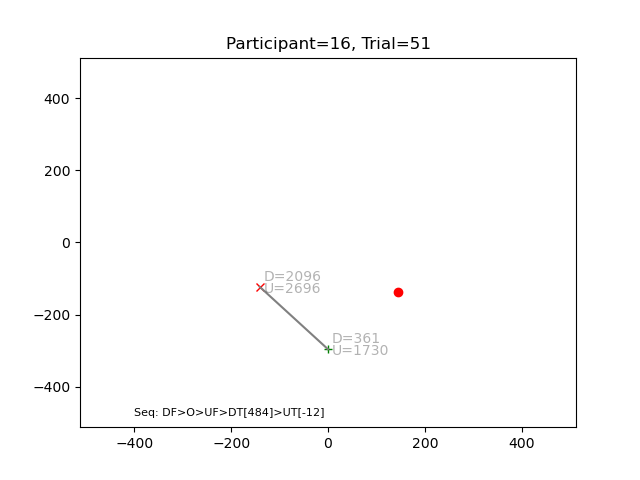 Participant=16, Trial=51
400
200
0
−200
−400
D=2096
U=2696
D=361
U=1730
Seq: DF>O>UF>DT[484]>UT[-12]
−400
−200
0
200
400